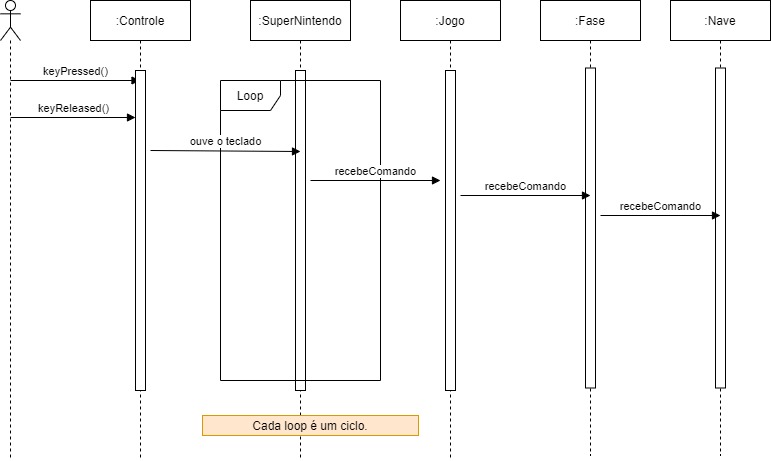 :Controle
:SuperNintendo
:Jogo
:Fase
:Nave
keyPressed()
Loop
keyReleased()
ouve o teclado
recebeComando
recebeComando
recebeComando
Cada loop é um ciclo.